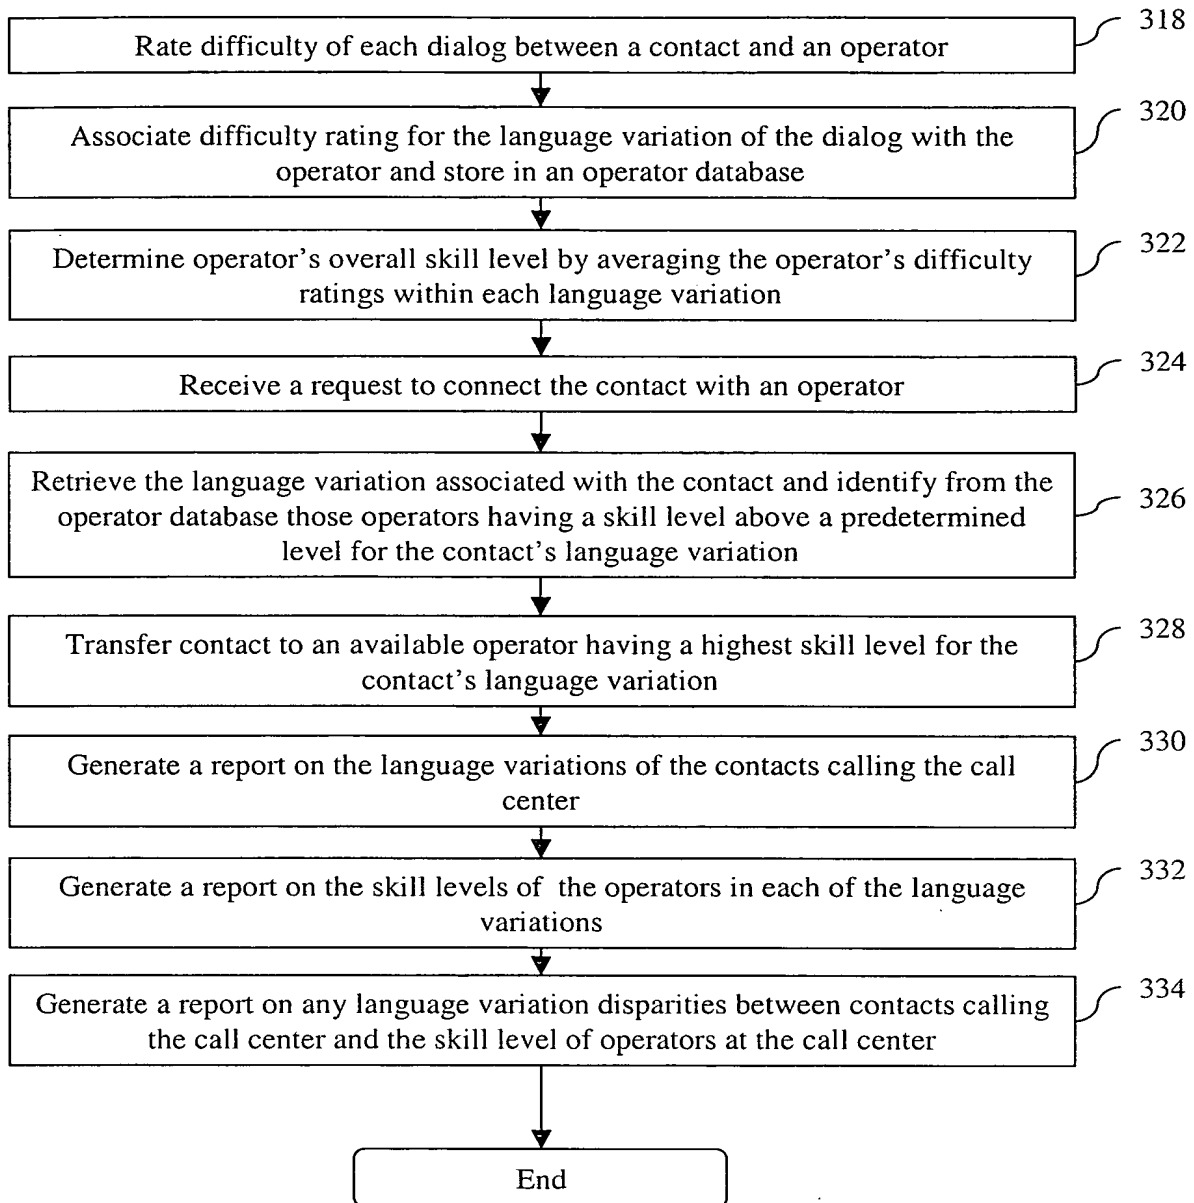 Rate difficulty of each dialog between a contact and an operator
318
Associate difficulty rating for the language variation of the dialog with the
operator and store in an operator database
320
Determine operator's overall skill level by averaging the operator's difficulty
ratings within each language variation
322
Receive a request to connect the contact with an operator
324
Retrieve the language variation associated with the contact and identify from the
operator database those operators having a skill level above a predetermined
level for the contact's language variation
326
Transfer contact to an available operator having a highest skill level for the
contact's language variation
328
Generate a report on the language variations of the contacts calling the call
center
330
Generate a report on the skill levels of the operators in each of the language
variations
332
Generate a report on any language variation disparities between contacts calling
the call center and the skill level of operators at the call center
334
End